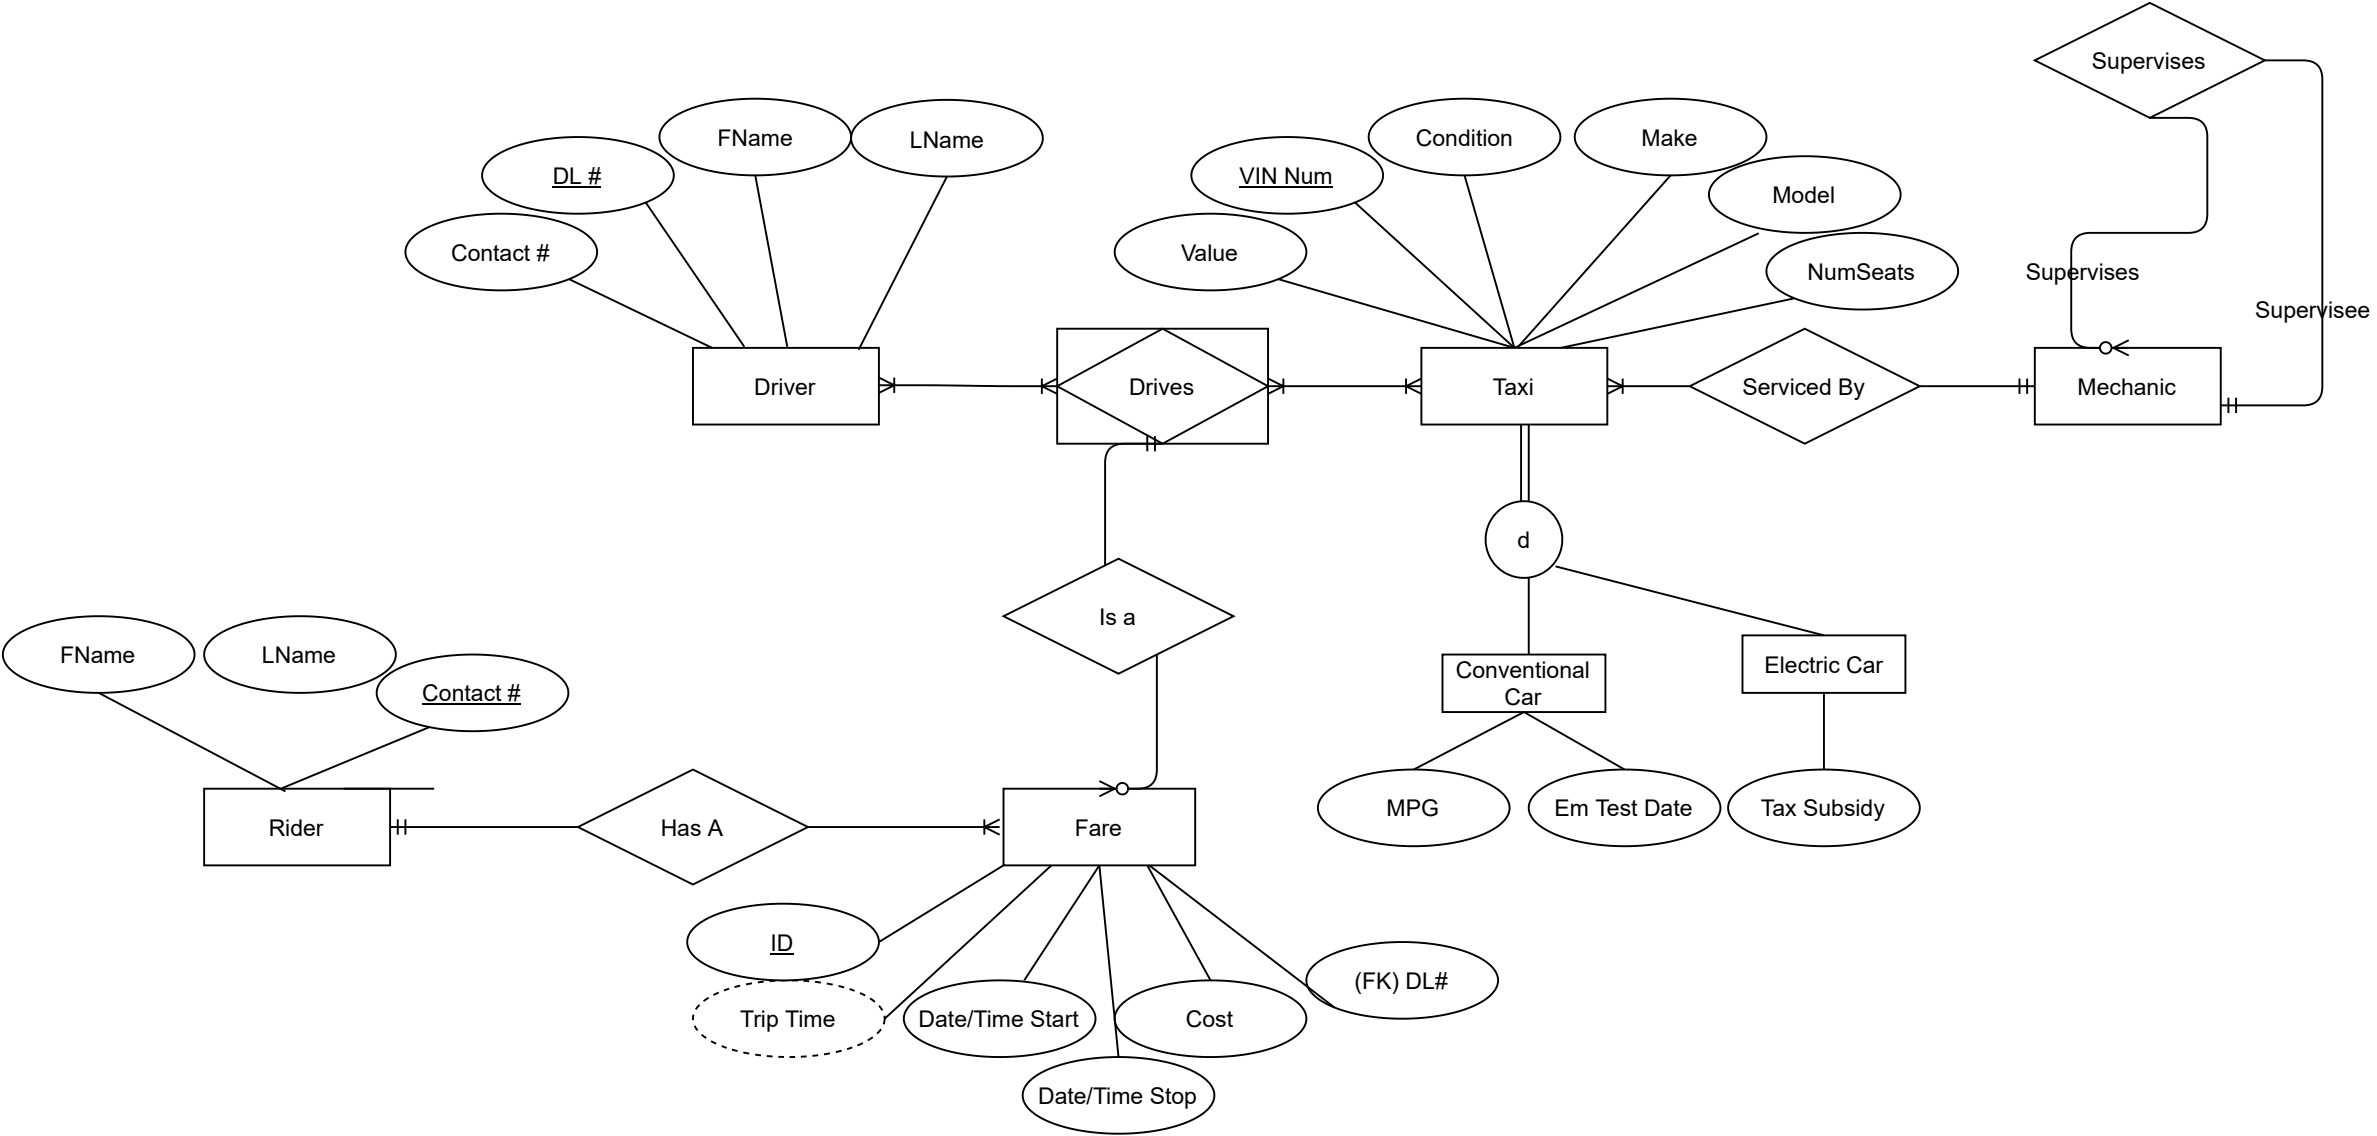 Supervises
FName
LName
DL #
Contact #
Condition
Make
VIN Num
Model
Value
NumSeats
Supervises
Supervisee
Driver
Drives
Taxi
Serviced By
Mechanic
d
Is a
FName
LName
Contact #
Conventional
Car
Electric Car
MPG
Em Test Date
Tax Subsidy
Rider
Has A
Fare
ID
(FK) DL#
Trip Time
Date/Time Start
Cost
Date/Time Stop